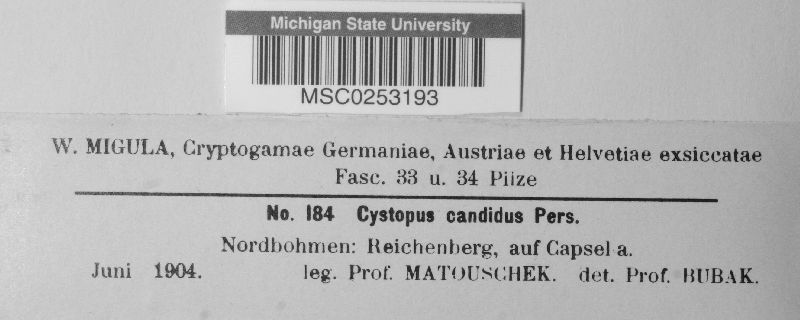 Michigan State University
MSC0253193
W. MIGULA, Cryptogamae Germaniae, Austriae et Helvetiae exsiccatae
Fasc. 33 u. 34 Pilze
No. 184 Cystopus candidus Pers.
Nordbohmen: Reichenberg, auf Capsella.
Juni 1904. leg. Prof. MATOUSCHEK. det. Prof. BUBAK.